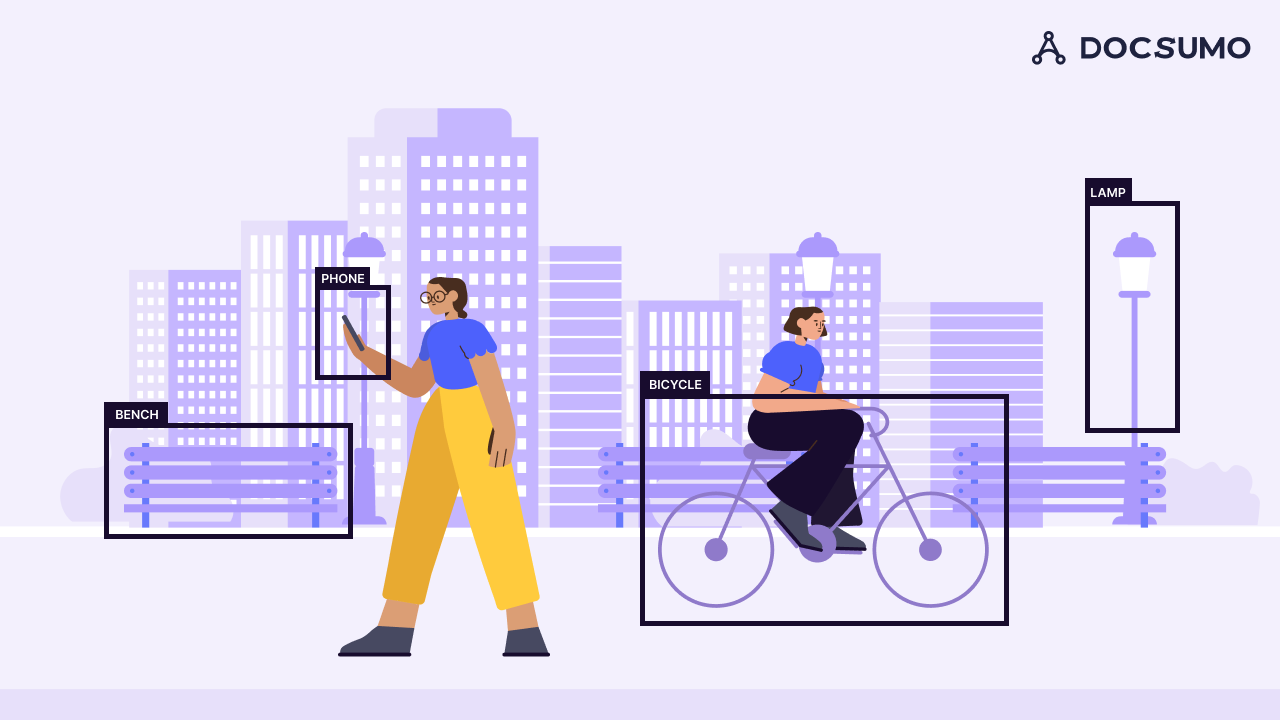 DOCSUMO
LAMP
PHONE
BICYCLE
BENCH